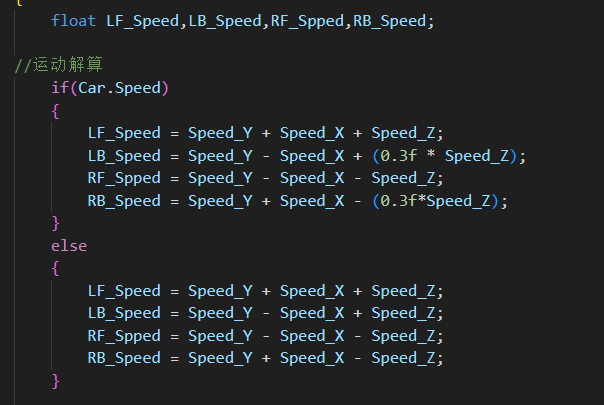 {
float LF_Speed,LB_Speed,RF_Spped,RB_Speed;
//运动解算
if(Car.Speed)
{
LF_Speed = Speed_Y + Speed_X + Speed_Z;
LB_Speed = Speed_Y - Speed_X + (0.3f * Speed_Z);
RF_Spped = Speed_Y - Speed_X - Speed_Z;
RB_Speed = Speed_Y + Speed_X - (0.3f*Speed_Z);
}
else
{
LF_Speed = Speed_Y + Speed_X + Speed_Z;
LB_Speed = Speed_Y - Speed_X + Speed_Z;
RF_Spped = Speed_Y - Speed_X - Speed_Z;
RB_Speed = Speed_Y + Speed_X - Speed_Z;
}